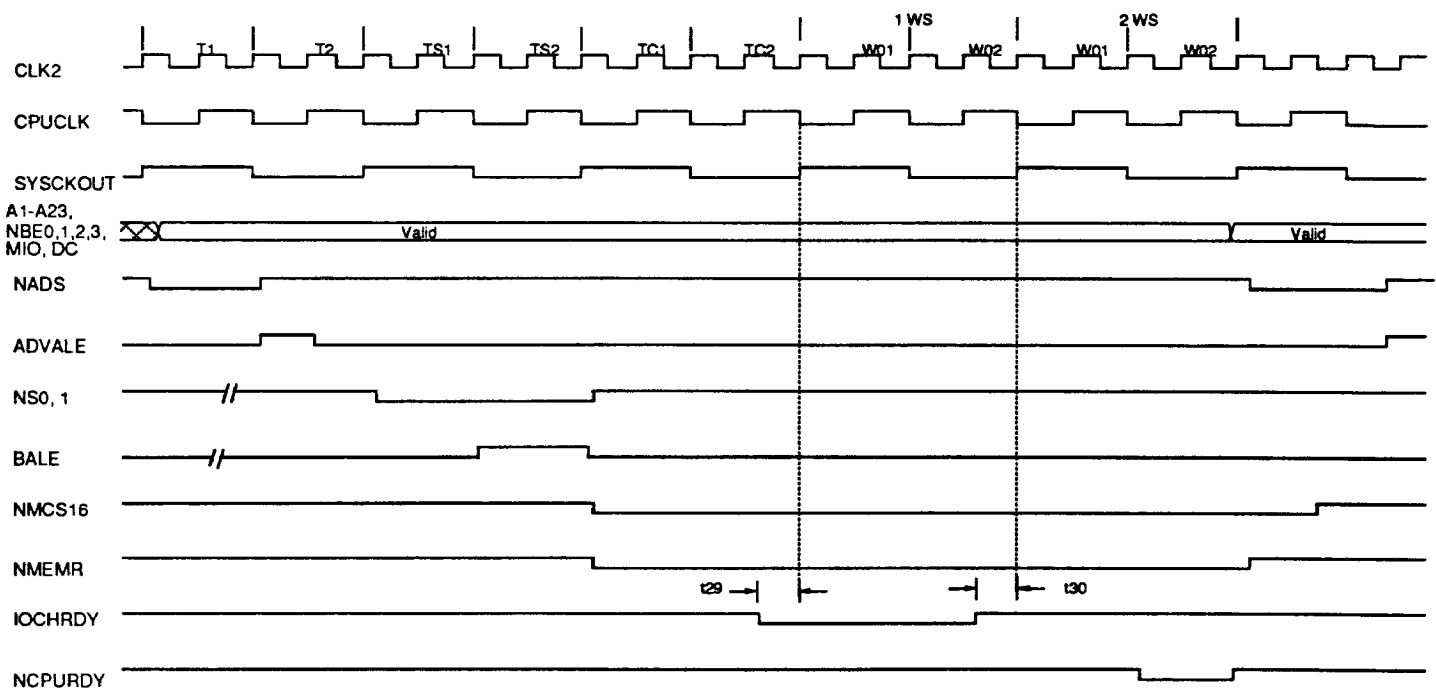 1 WS 2 WS
T1 T2 TS1 TS2 TC1 TC2 W01 W02 W01 W02
CLK2
CPUCLK
SYSCKOUT
A1-A23,
NBE0,1,2,3,
MIO, DC
Valid Valid
NADS
ADVALE
NS0, 1
BALE
NMCS16
NMEMR
t29 t30
IOCHRDY
NCPURDY